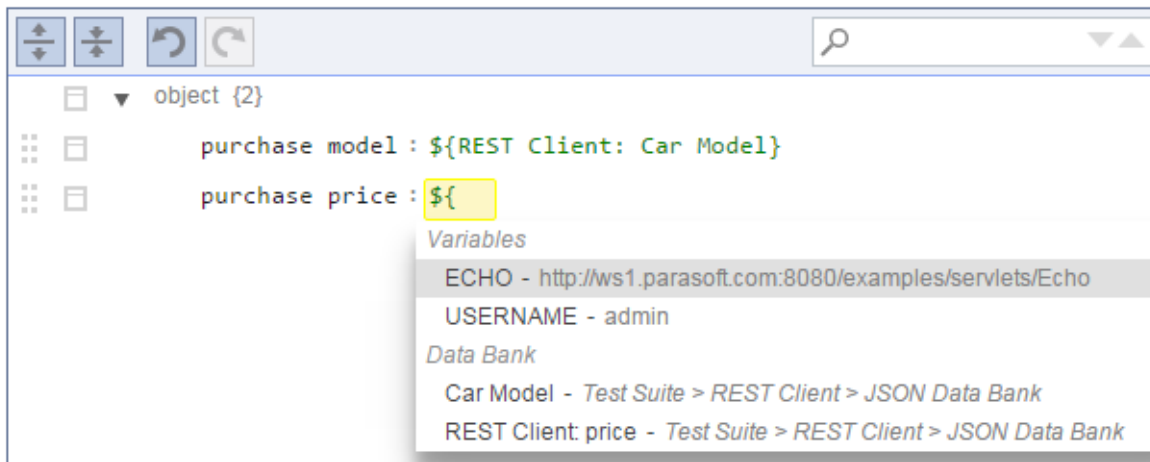 object {2}
purchase model : ${REST Client: Car Model}
purchase price : ${
Variables
ECHO - http://ws1.parasoft.com:8080/examples/servlets/Echo
USERNAME - admin
Data Bank
Car Model - Test Suite > REST Client > JSON Data Bank
REST Client: price - Test Suite > REST Client > JSON Data Bank